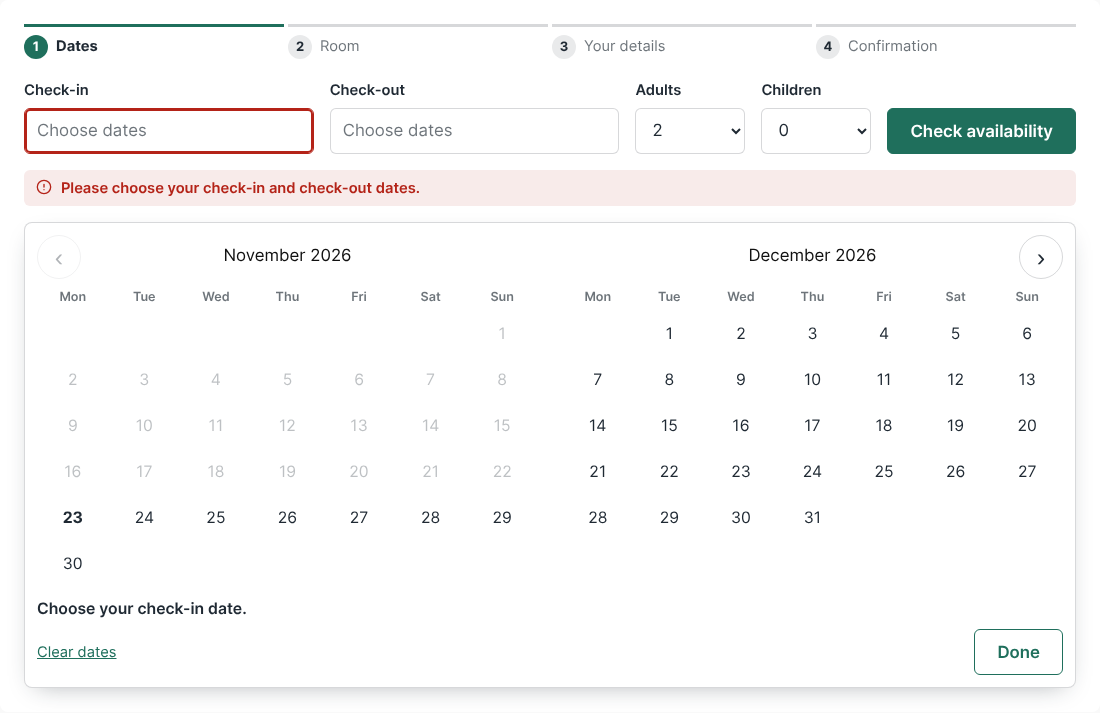 1 Dates 2 Room 3 Your details 4 Confirmation
Check-in Check-out Adults Children
Choose dates Choose dates 2 0 Check availability
Please choose your check-in and check-out dates.
‹ November 2026 December 2026 ›
Mon Tue Wed Thu Fri Sat Sun Mon Tue Wed Thu Fri Sat Sun
1 1 2 3 4 5 6
2 3 4 5 6 7 8 7 8 9 10 11 12 13
9 10 11 12 13 14 15 14 15 16 17 18 19 20
16 17 18 19 20 21 22 21 22 23 24 25 26 27
23 24 25 26 27 28 29 28 29 30 31
30
Choose your check-in date.
Clear dates Done